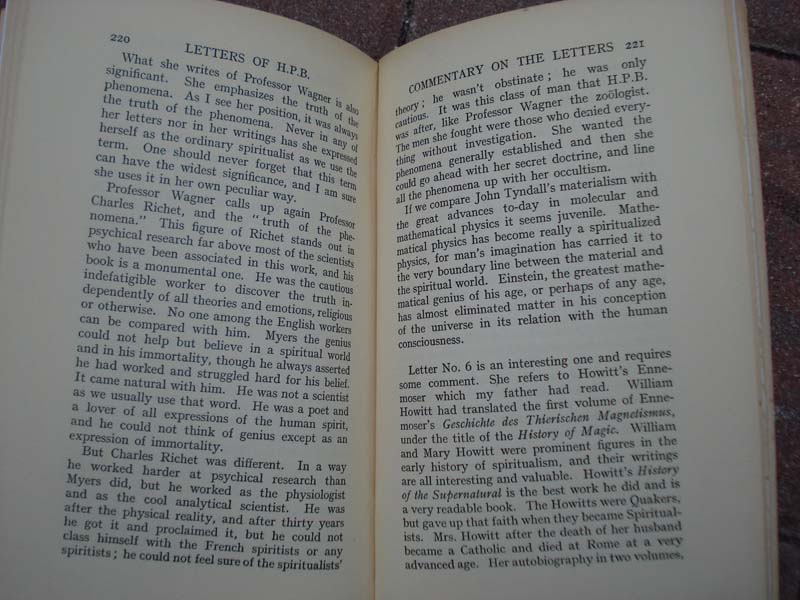 220
LETTERS OF H.P.B.
What she writes of Professor Wagner is also
significant. She emphasizes the truth of the
phenomena. As I see her position, it was always
the truth of the phenomena. Never in any of
her letters nor in her writings has she expressed
herself as the ordinary spiritualist as we use the
term. One should never forget that this term
can have the widest significance, and I am sure
she uses it in her own peculiar way.
Professor Wagner calls up again Professor
Charles Richet, and the "truth of the phe-
nomena." This figure of Richet stands out in
psychical research far above most of the scientists
who have been associated in this work, and his
book is a monumental one. He was the cautious
indefatigible worker to discover the truth in-
dependently of all theories and emotions, religious
or otherwise. No one among the English workers
can be compared with him. Myers the genius
could not help but believe in a spiritual world
and in his immortality, though he always asserted
he had worked and struggled hard for his belief.
It came natural with him. He was not a scientist
as we usually use that word. He was a poet and
a lover of all expressions of the human spirit,
and he could not think of genius except as an
expression of immortality.
But Charles Richet was different. In a way
he worked harder at psychical research than
Myers did, but he worked as the physiologist
and as the cool analytical scientist. He was
after the physical reality, and after thirty years
he got it and proclaimed it, but he could not
class himself with the French spiritists or any
spiritists; he could not feel sure of the spiritualists'
COMMENTARY ON THE LETTERS 221
theory; he wasn't obstinate; he was only
cautious. It was this class of man that H.P.B.
was after, like Professor Wagner the zoölogist.
The men she fought were those who denied every-
thing without investigation. She wanted the
phenomena generally established and then she
could go ahead with her secret doctrine, and line
all the phenomena up with her occultism.
If we compare John Tyndall's materialism with
the great advances to-day in molecular and
mathematical physics it seems juvenile. Mathe-
matical physics has become really a spiritualized
physics, for man's imagination has carried it to
the very boundary line between the material and
the spiritual world. Einstein, the greatest mathe-
matical genius of his age, or perhaps of any age,
has almost eliminated matter in his conception
of the universe in its relation with the human
consciousness.
Letter No. 6 is an interesting one and requires
some comment. She refers to Howitt's Enne-
moser which my father had read. William
Howitt had translated the first volume of Enne-
moser's Geschichte des Thierischen Magnetismus,
under the title of the History of Magic. William
and Mary Howitt were prominent figures in the
early history of spiritualism, and their writings
are all interesting and valuable. Howitt's History
of the Supernatural is the best work he did and is
a very readable book. The Howitts were Quakers,
but gave up that faith when they became Spiritual-
ists. Mrs. Howitt after the death of her husband
became a Catholic and died at Rome at a very
advanced age. Her autobiography in two volumes,